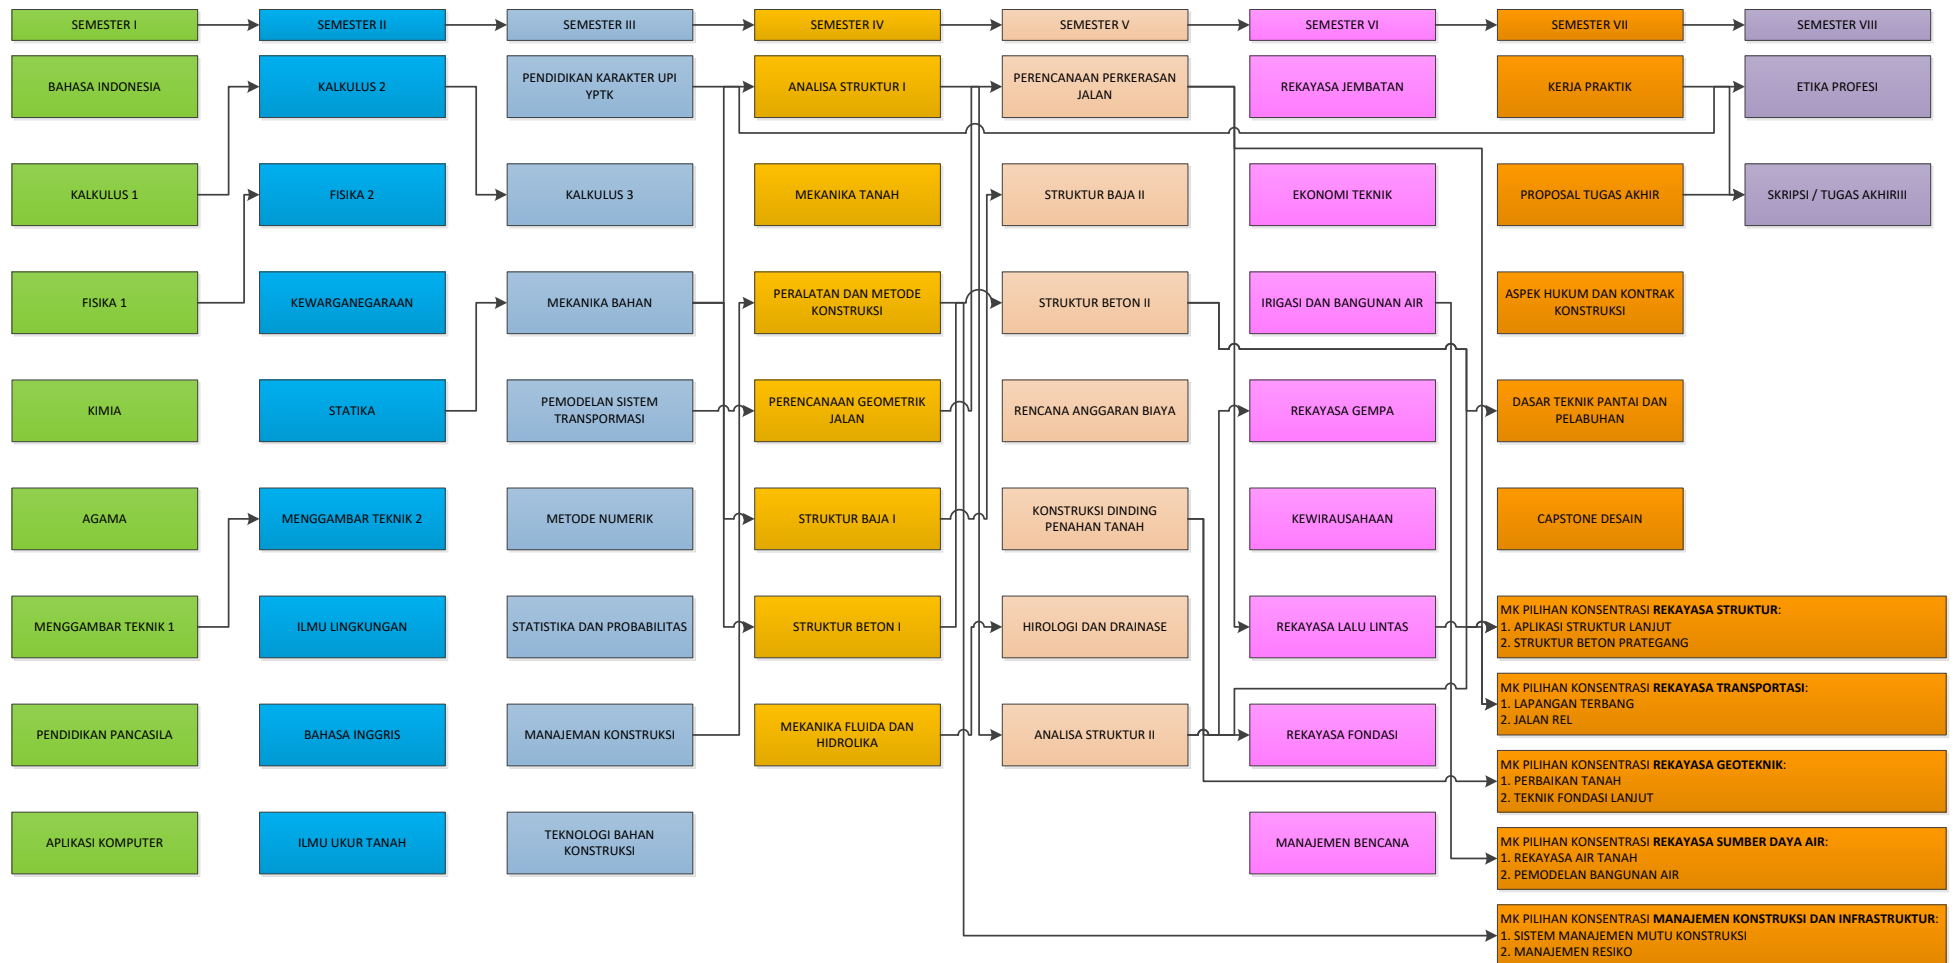 SEMESTER I
SEMESTER II
SEMESTER III
SEMESTER IV
SEMESTER V
SEMESTER VI
SEMESTER VII
SEMESTER VIII
BAHASA INDONESIA
KALKULUS 2
PENDIDIKAN KARAKTER UPI
YPTK
ANALISA STRUKTUR I
PERENCANAAN PERKERASAN
JALAN
REKAYASA JEMBATAN
KERJA PRAKTIK
ETIKA PROFESI
KALKULUS 1
FISIKA 2
KALKULUS 3
MEKANIKA TANAH
STRUKTUR BAJA II
EKONOMI TEKNIK
PROPOSAL TUGAS AKHIR
SKRIPSI / TUGAS AKHIRIII
FISIKA 1
KEWARGANEGARAAN
MEKANIKA BAHAN
PERALATAN DAN METODE
KONSTRUKSI
STRUKTUR BETON II
IRIGASI DAN BANGUNAN AIR
ASPEK HUKUM DAN KONTRAK
KONSTRUKSI
KIMIA
STATIKA
PEMODELAN SISTEM
TRANSPORMASI
PERENCANAAN GEOMETRIK
JALAN
RENCANA ANGGARAN BIAYA
REKAYASA GEMPA
DASAR TEKNIK PANTAI DAN
PELABUHAN
AGAMA
MENGGAMBAR TEKNIK 2
METODE NUMERIK
STRUKTUR BAJA I
KONSTRUKSI DINDING
PENAHAN TANAH
KEWIRAUSAHAAN
CAPSTONE DESAIN
MENGGAMBAR TEKNIK 1
ILMU LINGKUNGAN
STATISTIKA DAN PROBABILITAS
STRUKTUR BETON I
HIROLOGI DAN DRAINASE
REKAYASA LALU LINTAS
MK PILIHAN KONSENTRASI REKAYASA STRUKTUR:
1. APLIKASI STRUKTUR LANJUT
2. STRUKTUR BETON PRATEGANG
PENDIDIKAN PANCASILA
BAHASA INGGRIS
MANAJEMAN KONSTRUKSI
MEKANIKA FLUIDA DAN
HIDROLIKA
ANALISA STRUKTUR II
REKAYASA FONDASI
MK PILIHAN KONSENTRASI REKAYASA TRANSPORTASI:
1. LAPANGAN TERBANG
2. JALAN REL
MK PILIHAN KONSENTRASI REKAYASA GEOTEKNIK:
1. PERBAIKAN TANAH
2. TEKNIK FONDASI LANJUT
APLIKASI KOMPUTER
ILMU UKUR TANAH
TEKNOLOGI BAHAN
KONSTRUKSI
MANAJEMEN BENCANA
MK PILIHAN KONSENTRASI REKAYASA SUMBER DAYA AIR:
1. REKAYASA AIR TANAH
2. PEMODELAN BANGUNAN AIR
MK PILIHAN KONSENTRASI MANAJEMEN KONSTRUKSI DAN INFRASTRUKTUR:
1. SISTEM MANAJEMEN MUTU KONSTRUKSI
2. MANAJEMEN RESIKO